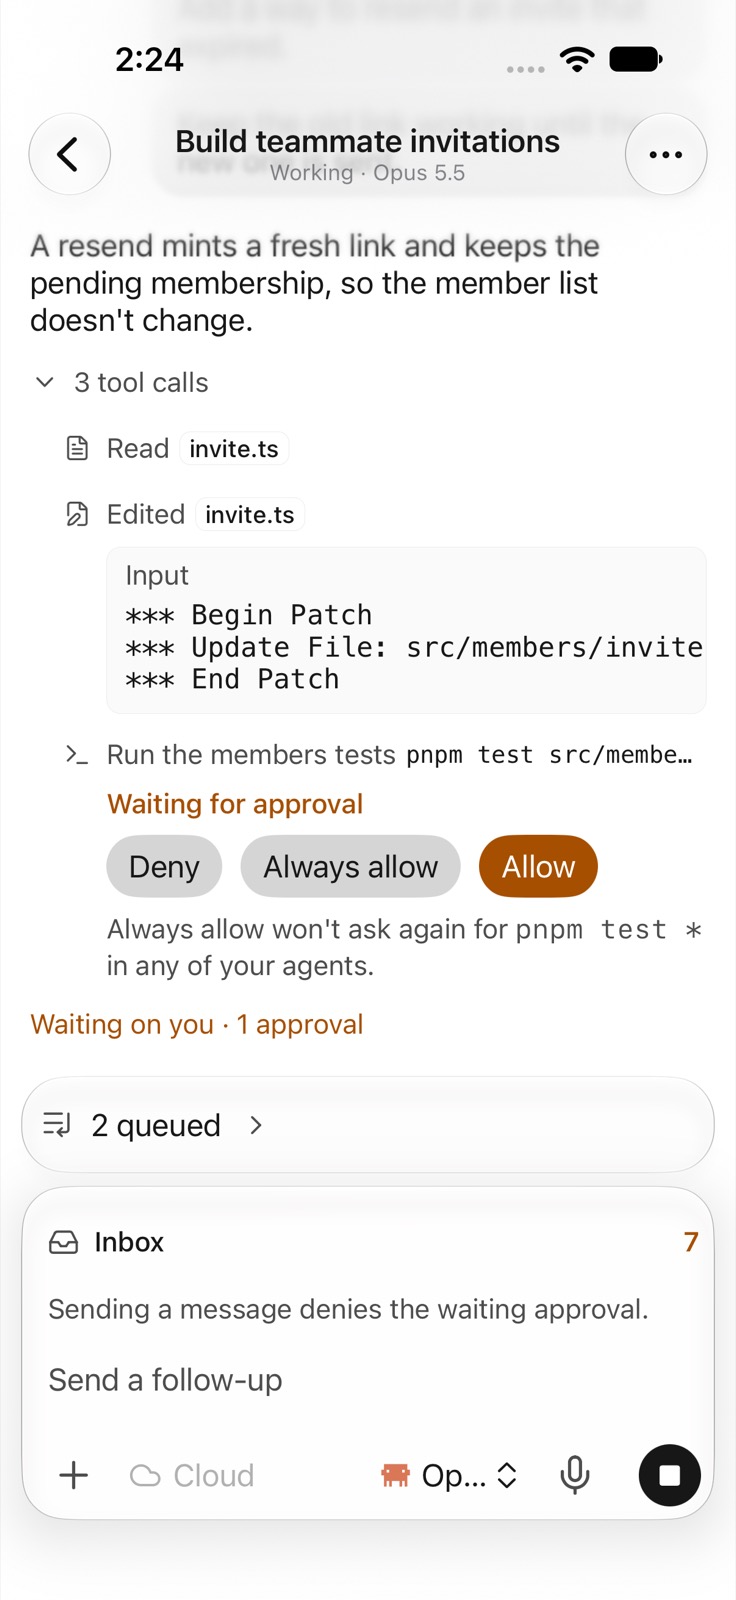 2:24
Build teammate invitations
Working · Opus 5.5
A resend mints a fresh link and keeps the
pending membership, so the member list
doesn't change.
3 tool calls
Read invite.ts
Edited invite.ts
Input
*** Begin Patch
*** Update File: src/members/invite
*** End Patch
Run the members tests pnpm test src/membe…
Waiting for approval
Deny
Always allow
Allow
Always allow won't ask again for pnpm test *
in any of your agents.
Waiting on you · 1 approval
2 queued
Inbox
7
Sending a message denies the waiting approval.
Send a follow-up
Cloud
Op...